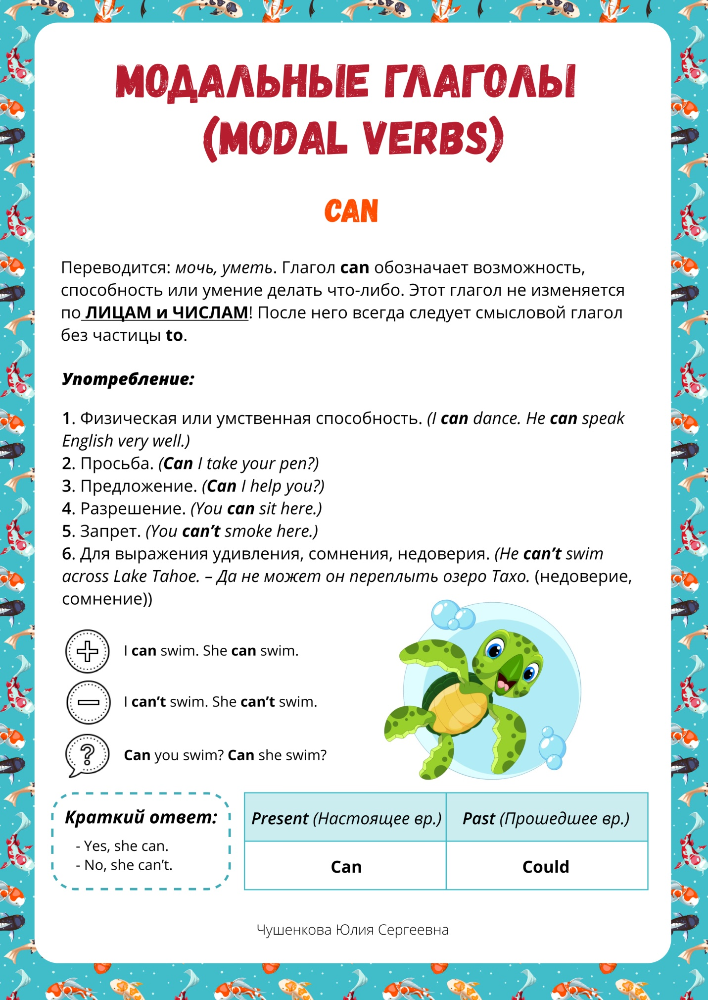 МОДАЛЬНЫЕ ГЛАГОЛЫ
(MODAL VERBS)
CAN
Переводится: мочь, уметь. Глагол can обозначает возможность,
способность или умение делать что-либо. Этот глагол не изменяется
по ЛИЦАМ и ЧИСЛАМ! После него всегда следует смысловой глагол
без частицы to.
Употребление:
1. Физическая или умственная способность. (I can dance. He can speak
English very well.)
2. Просьба. (Can I take your pen?)
3. Предложение. (Can I help you?)
4. Разрешение. (You can sit here.)
5. Запрет. (You can’t smoke here.)
6. Для выражения удивления, сомнения, недоверия. (He can’t swim
across Lake Tahoe. – Да не может он переплыть озеро Тахо. (недоверие,
сомнение))
I can swim. She can swim.
I can’t swim. She can’t swim.
? Can you swim? Can she swim?
Краткий ответ:
- Yes, she can.
- No, she can’t.
Present (Настоящее вр.) Past (Прошедшее вр.)
Can Could
Чушенкова Юлия Сергеевна